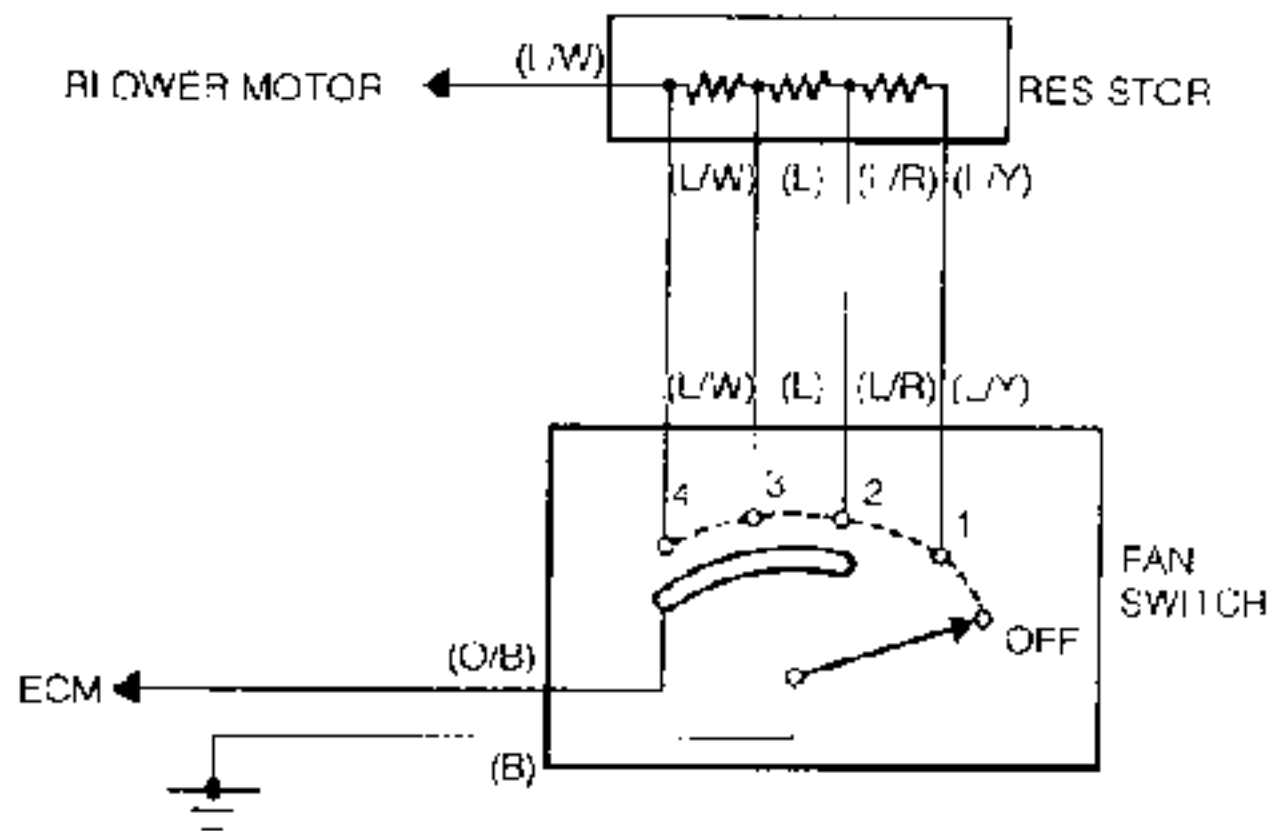 (L/W)
BLOWER MOTOR
RESISTOR
(L/W) (L) (L/R) (L/Y)
(L/W) (L) (L/R) (L/Y)
4 3 2 1
FAN
SWITCH
OFF
(O/B)
ECM
(B)